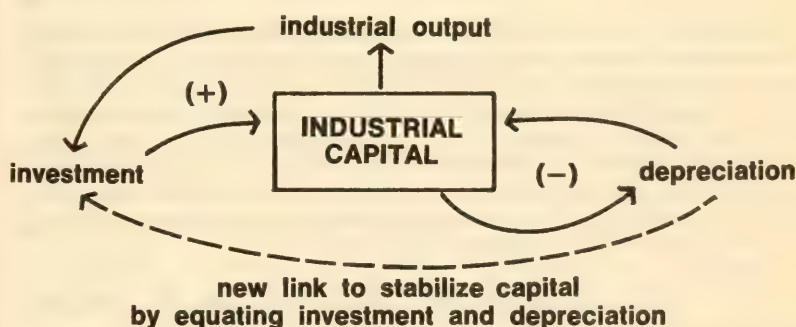 industrial output
(+)
INDUSTRIAL
CAPITAL
investment
(−)
depreciation
new link to stabilize capital
by equating investment and depreciation